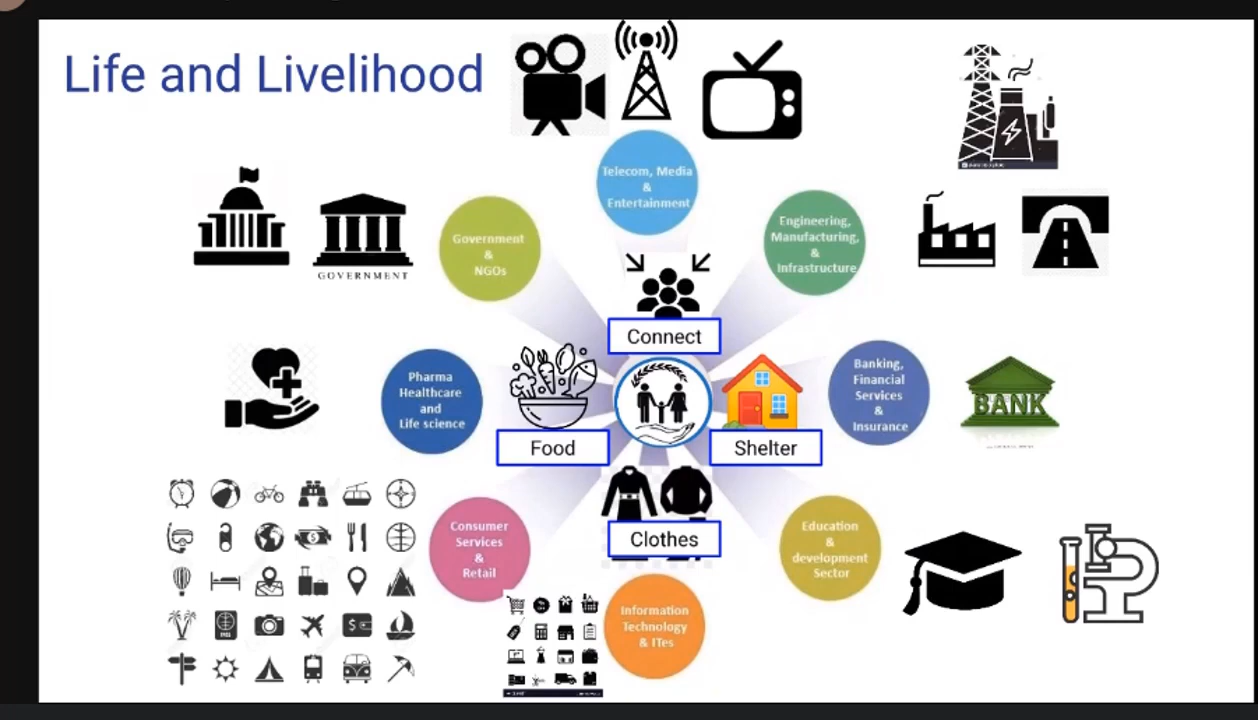 Life and Livelihood
Telecom, Media
&
Entertainment
Government
&
NGOs
GOVERNMENT
Engineering,
Manufacturing,
&
Infrastructure
Connect
Pharma
Healthcare
and
Life science
Food
Shelter
Banking,
Financial
Services
&
Insurance
BANK
Clothes
Consumer
Services
&
Retail
Education
&
development
Sector
Information
Technology
& ITes